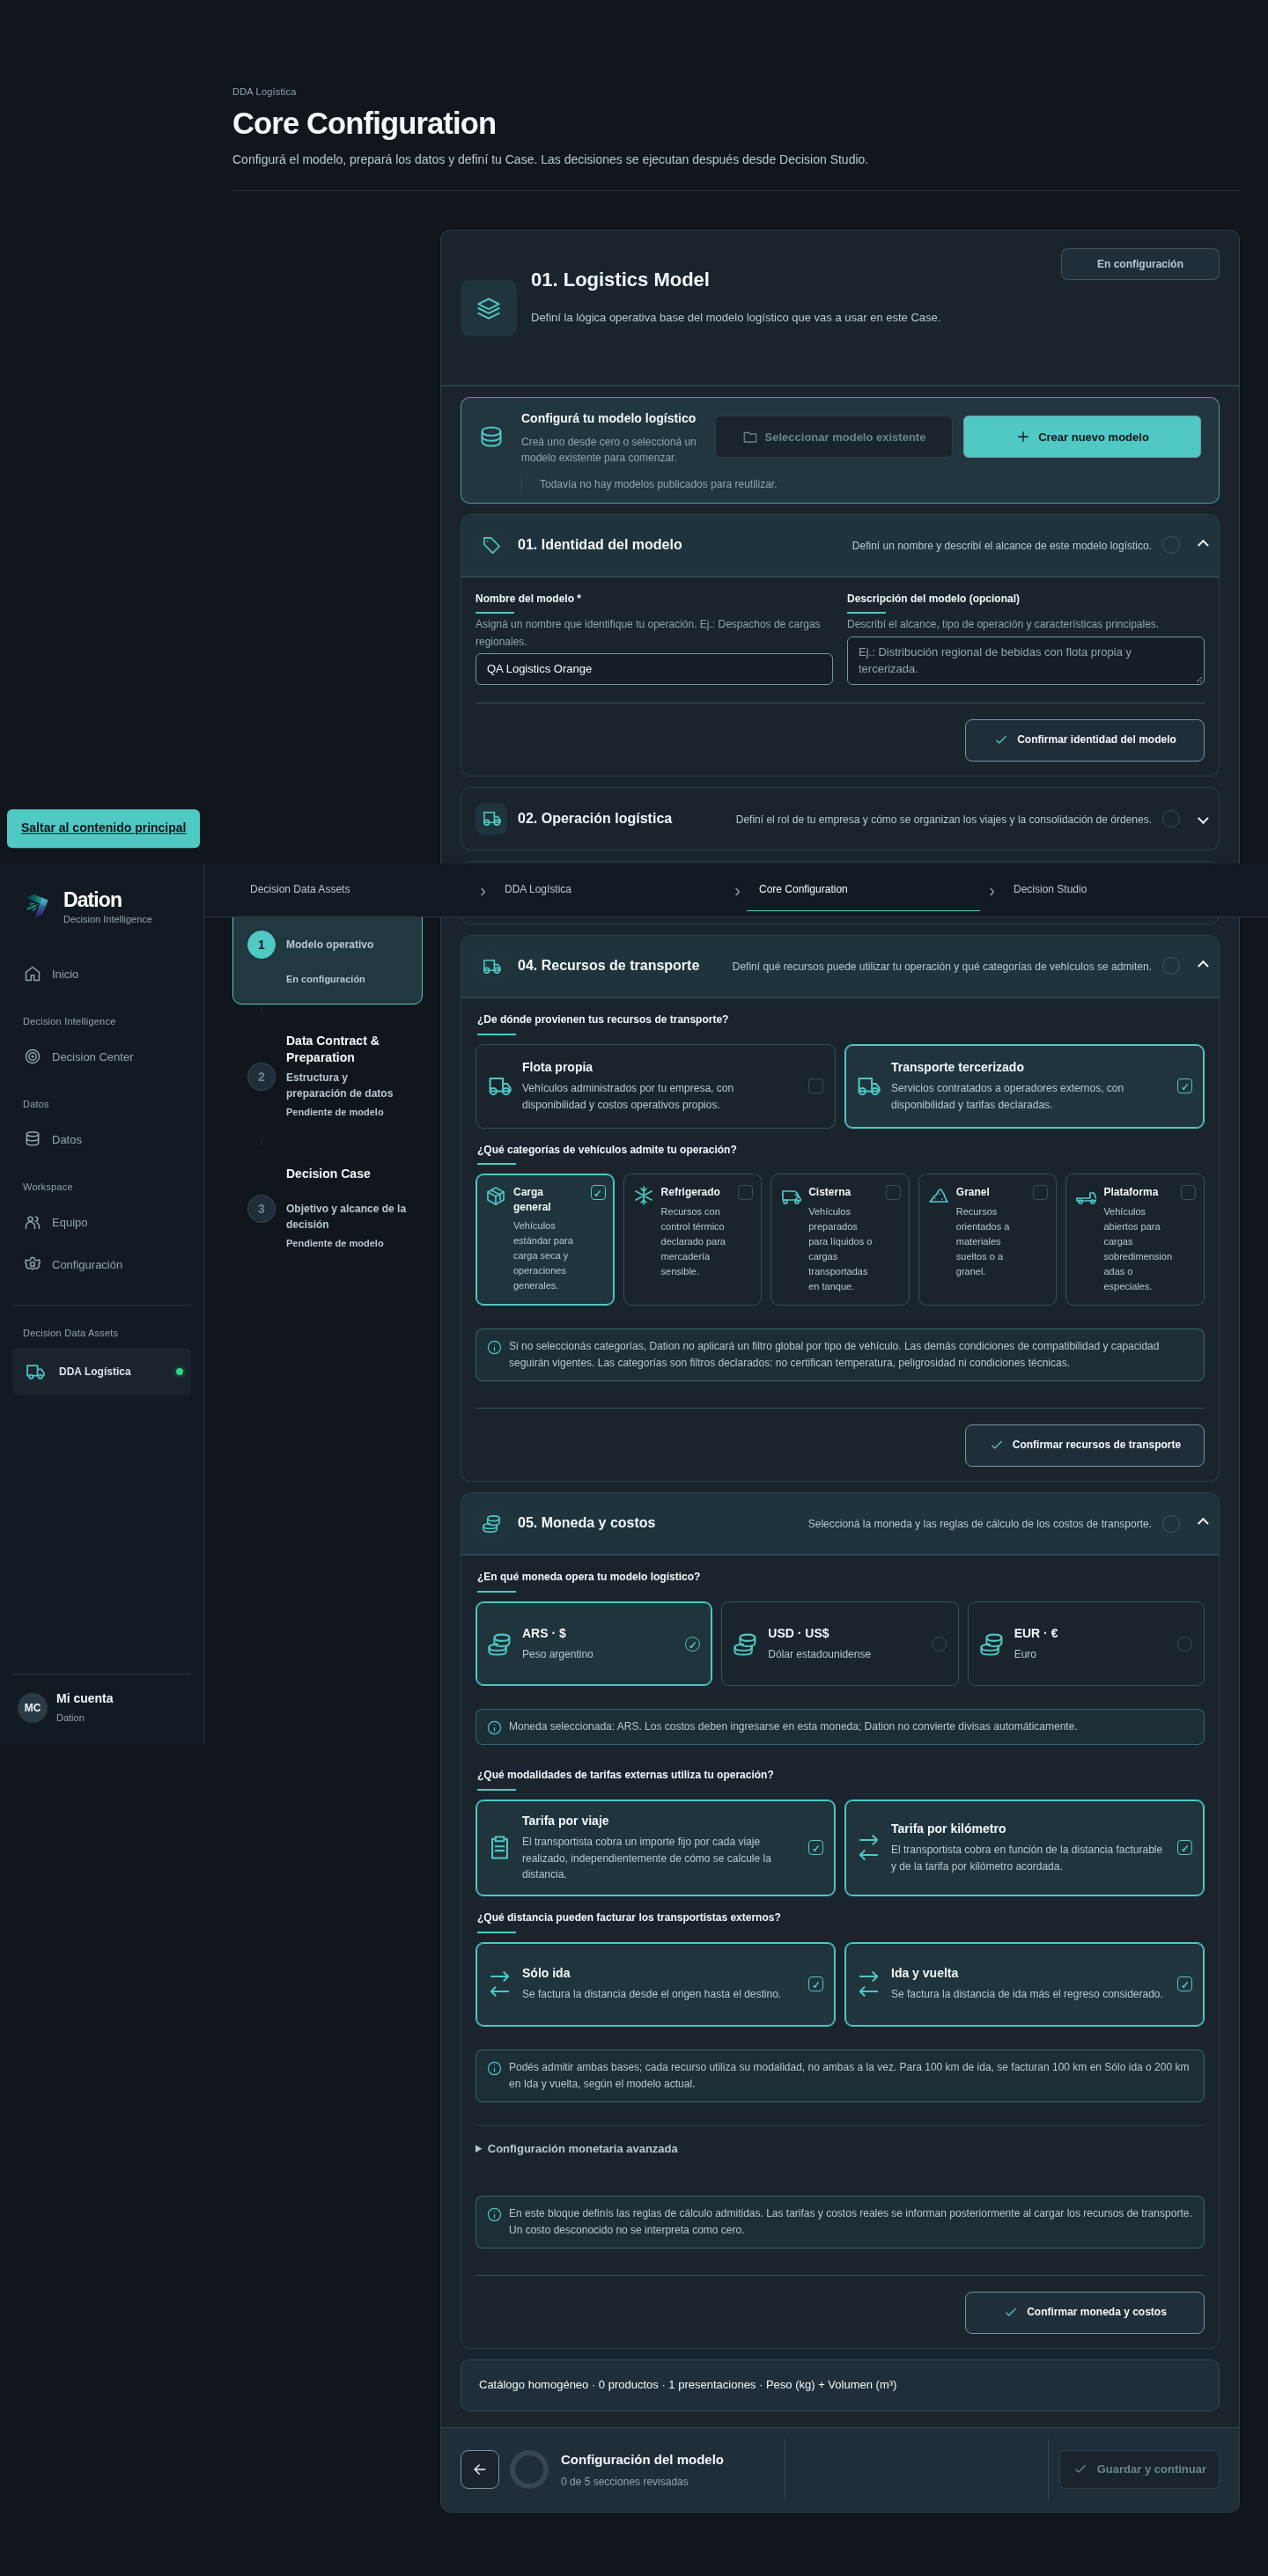 DDA Logística
Core Configuration
Configurá el modelo, prepará los datos y definí tu Case. Las decisiones se ejecutan después desde Decision Studio.
01. Logistics Model
En configuración
Definí la lógica operativa base del modelo logístico que vas a usar en este Case.
Configurá tu modelo logístico
Creá uno desde cero o seleccioná un
modelo existente para comenzar.
Seleccionar modelo existente
Crear nuevo modelo
Todavía no hay modelos publicados para reutilizar.
01. Identidad del modelo
Definí un nombre y describí el alcance de este modelo logístico.
Nombre del modelo *
Asigná un nombre que identifique tu operación. Ej.: Despachos de cargas
regionales.
QA Logistics Orange
Descripción del modelo (opcional)
Describí el alcance, tipo de operación y características principales.
Ej.: Distribución regional de bebidas con flota propia y
tercerizada.
Confirmar identidad del modelo
02. Operación logística
Definí el rol de tu empresa y cómo se organizan los viajes y la consolidación de órdenes.
Saltar al contenido principal
Dation
Decision Intelligence
Inicio
Decision Intelligence
Decision Center
Datos
Datos
Workspace
Equipo
Configuración
Decision Data Assets
DDA Logística
MC
Mi cuenta
Dation
Decision Data Assets
DDA Logística
Core Configuration
Decision Studio
1
Modelo operativo
En configuración
Data Contract &
Preparation
2
Estructura y
preparación de datos
Pendiente de modelo
Decision Case
3
Objetivo y alcance de la
decisión
Pendiente de modelo
04. Recursos de transporte
Definí qué recursos puede utilizar tu operación y qué categorías de vehículos se admiten.
¿De dónde provienen tus recursos de transporte?
Flota propia
Vehículos administrados por tu empresa, con
disponibilidad y costos operativos propios.
Transporte tercerizado
Servicios contratados a operadores externos, con
disponibilidad y tarifas declaradas.
¿Qué categorías de vehículos admite tu operación?
Carga
general
Vehículos
estándar para
carga seca y
operaciones
generales.
Refrigerado
Recursos con
control térmico
declarado para
mercadería
sensible.
Cisterna
Vehículos
preparados
para líquidos o
cargas
transportadas
en tanque.
Granel
Recursos
orientados a
materiales
sueltos o a
granel.
Plataforma
Vehículos
abiertos para
cargas
sobredimension
adas o
especiales.
Si no seleccionás categorías, Dation no aplicará un filtro global por tipo de vehículo. Las demás condiciones de compatibilidad y capacidad
seguirán vigentes. Las categorías son filtros declarados: no certifican temperatura, peligrosidad ni condiciones técnicas.
Confirmar recursos de transporte
05. Moneda y costos
Seleccioná la moneda y las reglas de cálculo de los costos de transporte.
¿En qué moneda opera tu modelo logístico?
ARS · $
Peso argentino
USD · US$
Dólar estadounidense
EUR · €
Euro
Moneda seleccionada: ARS. Los costos deben ingresarse en esta moneda; Dation no convierte divisas automáticamente.
¿Qué modalidades de tarifas externas utiliza tu operación?
Tarifa por viaje
El transportista cobra un importe fijo por cada viaje
realizado, independientemente de cómo se calcule la
distancia.
Tarifa por kilómetro
El transportista cobra en función de la distancia facturable
y de la tarifa por kilómetro acordada.
¿Qué distancia pueden facturar los transportistas externos?
Sólo ida
Se factura la distancia desde el origen hasta el destino.
Ida y vuelta
Se factura la distancia de ida más el regreso considerado.
Podés admitir ambas bases; cada recurso utiliza su modalidad, no ambas a la vez. Para 100 km de ida, se facturan 100 km en Sólo ida o 200 km
en Ida y vuelta, según el modelo actual.
Configuración monetaria avanzada
En este bloque definís las reglas de cálculo admitidas. Las tarifas y costos reales se informan posteriormente al cargar los recursos de transporte.
Un costo desconocido no se interpreta como cero.
Confirmar moneda y costos
Catálogo homogéneo · 0 productos · 1 presentaciones · Peso (kg) + Volumen (m³)
Configuración del modelo
0 de 5 secciones revisadas
Guardar y continuar